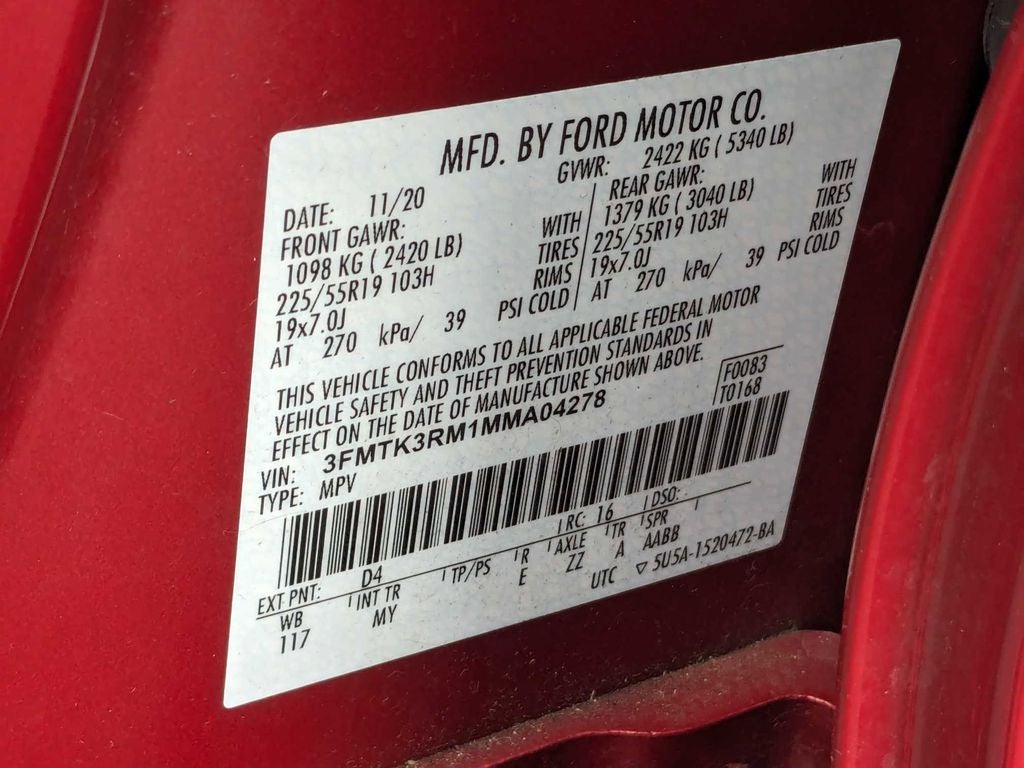 MFD. BY FORD MOTOR CO.
DATE: 11/20 GVWR: 2422 KG ( 5340 LB)
FRONT GAWR: WITH REAR GAWR: WITH
1098 KG ( 2420 LB) TIRES 1379 KG ( 3040 LB) TIRES
225/55R19 103H RIMS 225/55R19 103H RIMS
19x7.0J PSI COLD 19x7.0J PSI COLD
AT 270 kPa/ 39 AT 270 kPa/ 39
THIS VEHICLE CONFORMS TO ALL APPLICABLE FEDERAL MOTOR
VEHICLE SAFETY AND THEFT PREVENTION STANDARDS IN
EFFECT ON THE DATE OF MANUFACTURE SHOWN ABOVE.
VIN: 3FMTK3RM1MMA04278 F0083
TYPE: MPV T0168
EXT PNT: D4 RC: 16 DSO:
WB INT TR TP/PS R AXLE TR SPR
117 MY E ZZ A AABB
UTC ▽ 5U5A-1520472-BA